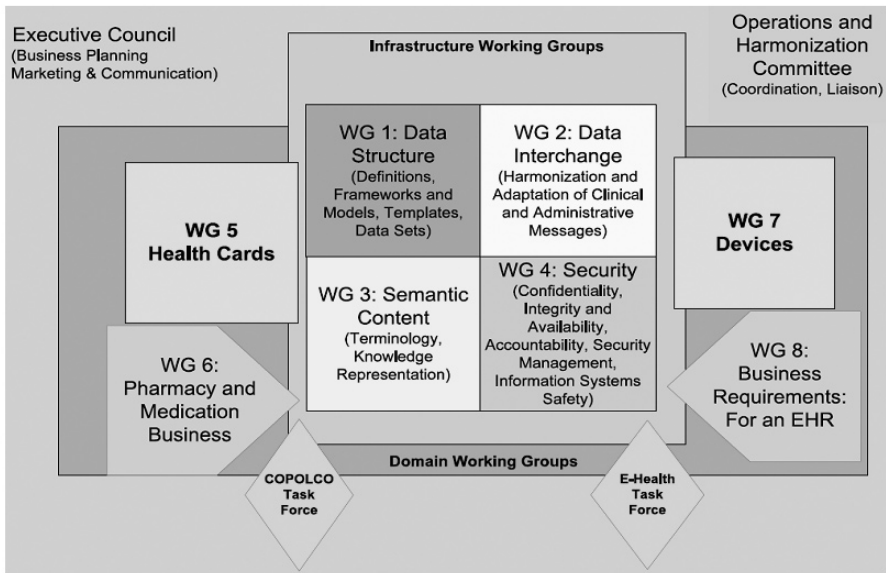 Executive Council
(Business Planning
Marketing & Communication)
Operations and
Harmonization
Committee
(Coordination, Liaison)
Infrastructure Working Groups
WG 1: Data
Structure
(Definitions,
Frameworks and
Models, Templates,
Data Sets)
WG 2: Data
Interchange
(Harmonization and
Adaptation of Clinical
and Administrative
Messages)
WG 5
Health Cards
WG 7
Devices
WG 3: Semantic
Content
(Terminology,
Knowledge
Representation)
WG 4: Security
(Confidentiality,
Integrity and
Availability,
Accountability, Security
Management,
Information Systems
Safety)
WG 6:
Pharmacy and
Medication
Business
WG 8:
Business
Requirements:
For an EHR
Domain Working Groups
COPOLCO
Task
Force
E-Health
Task
Force